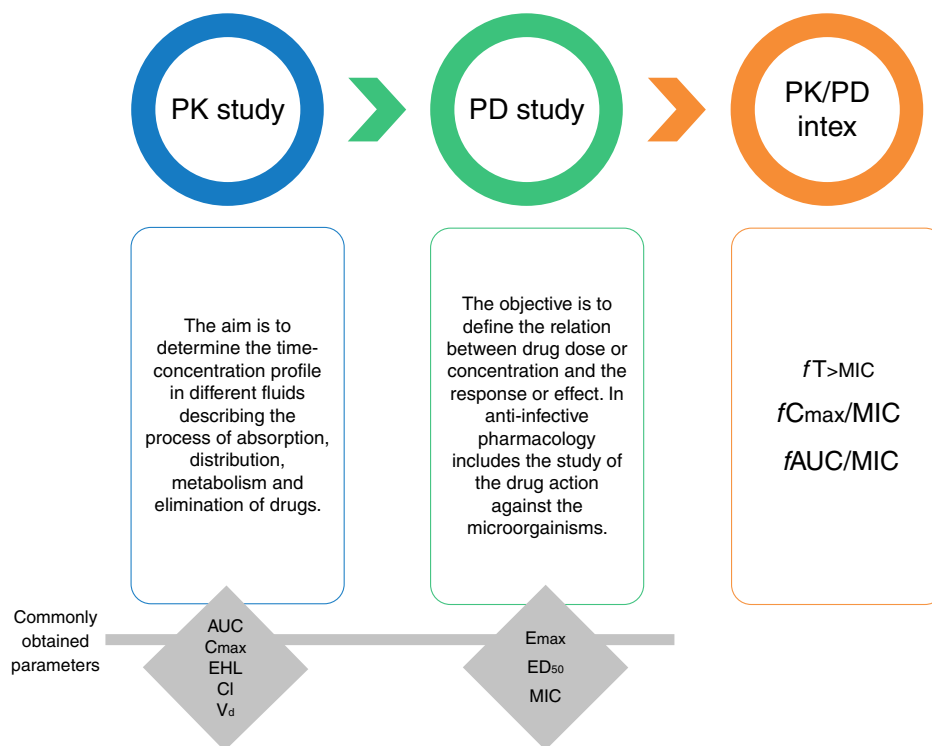 PK study
PD study
PK/PD
intex
The aim is to
determine the time-
concentration profile
in different fluids
describing the
process of absorption,
distribution,
metabolism and
elimination of drugs.
The objective is to
define the relation
between drug dose or
concentration and the
response or effect. In
anti-infective
pharmacology
includes the study of
the drug action
against the
microorgainisms.
fT>MIC
fCmax/MIC
fAUC/MIC
Commonly
obtained
parameters
AUC
Cmax
EHL
Cl
Vd
Emax
ED50
MIC